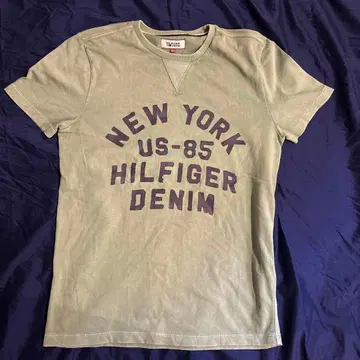 NEW YORK
US-85
HILFIGER
DENIM